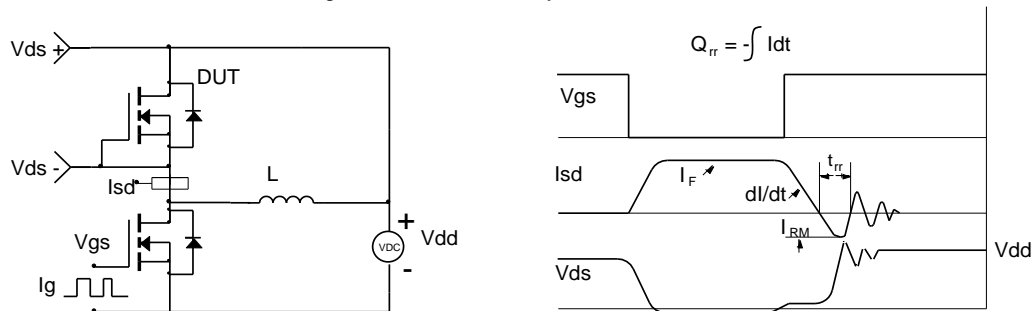 Vds +
DUT
Vds -
Isd
L
Vgs
Ig
+
VDC
-
Vdd
Qrr = -∫ Idt
Vgs
Isd
IF
dI/dt
trr
IRM
Vds
Vdd